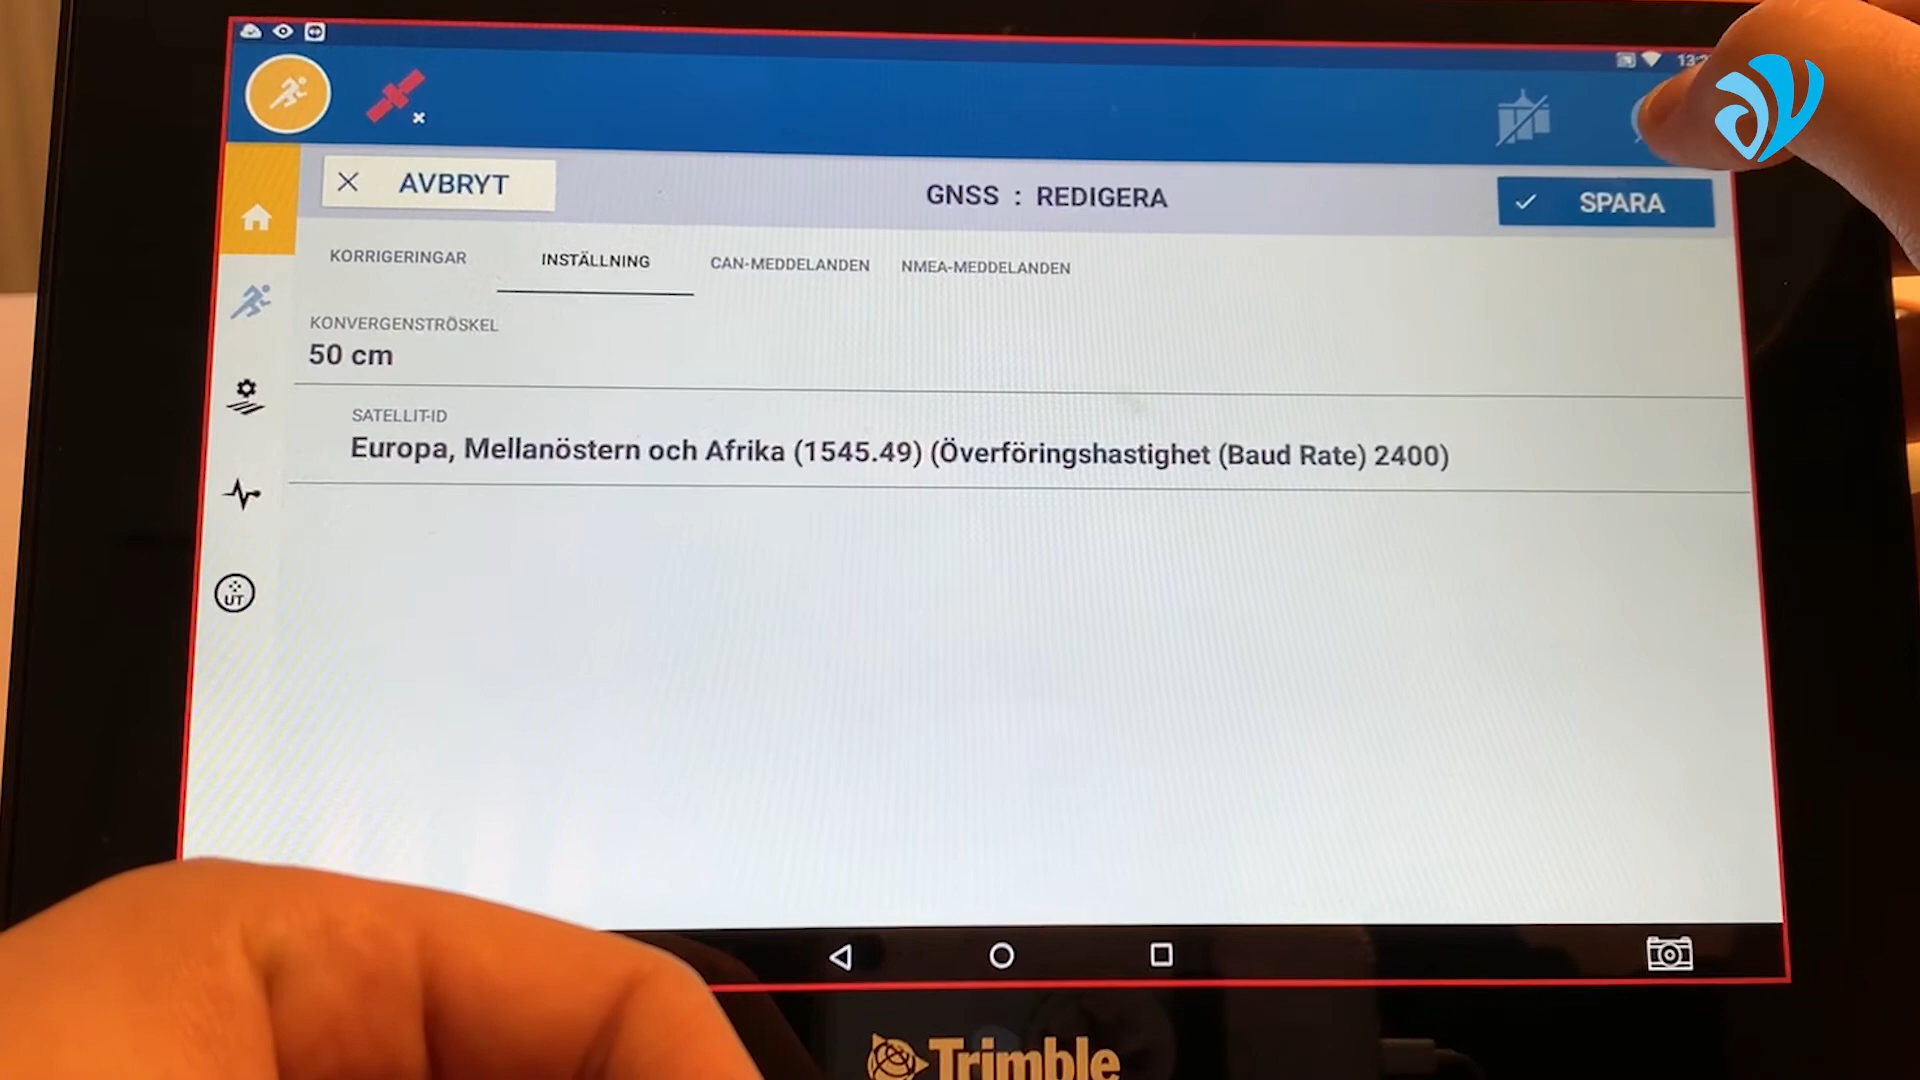 AVBRYT
GNSS : REDIGERA
SPARA
KORRIGERINGAR
INSTÄLLNING
CAN-MEDDELANDEN
NMEA-MEDDELANDEN
KONVERGENSTRÖSKEL
50 cm
SATELLIT-ID
Europa, Mellanöstern och Afrika (1545.49) (Överföringshastighet (Baud Rate) 2400)
UT
Trimble